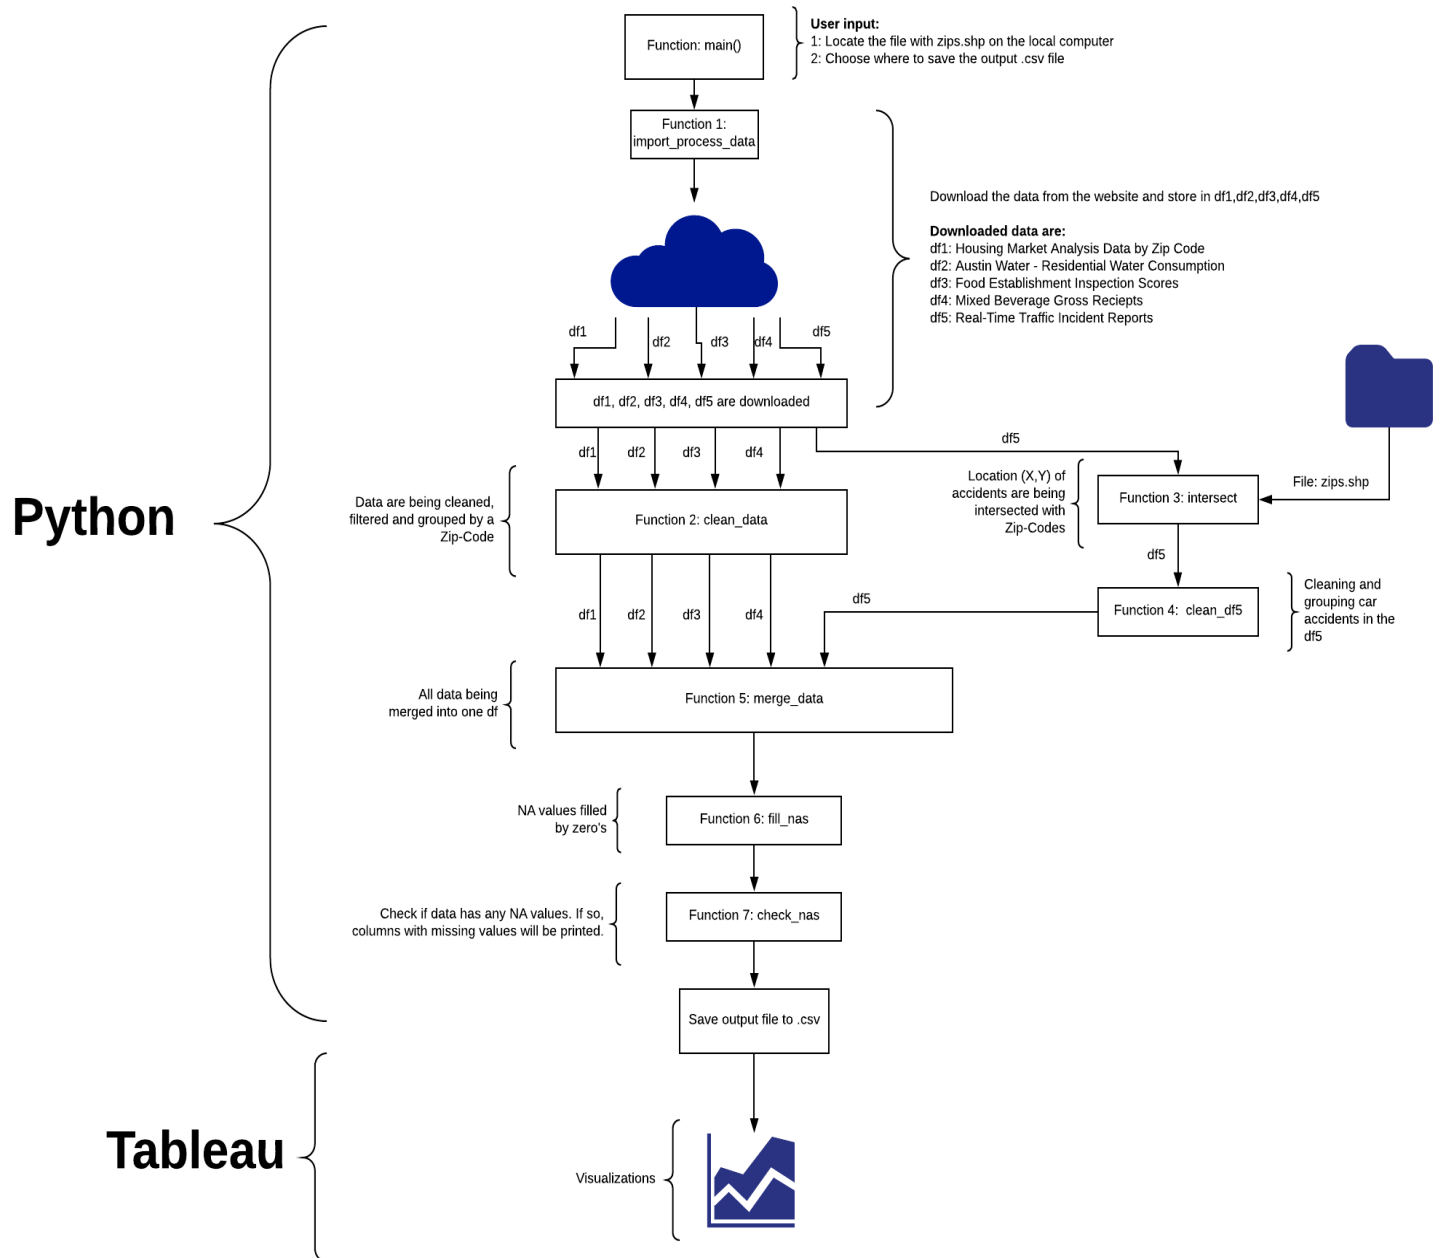 Function: main()
User input:
1: Locate the file with zips.shp on the local computer
2: Choose where to save the output .csv file
Function 1:
import_process_data
Download the data from the website and store in df1,df2,df3,df4,df5
Downloaded data are:
df1: Housing Market Analysis Data by Zip Code
df2: Austin Water - Residential Water Consumption
df3: Food Establishment Inspection Scores
df4: Mixed Beverage Gross Reciepts
df5: Real-Time Traffic Incident Reports
df1
df2
df3
df4
df5
df1, df2, df3, df4, df5 are downloaded
df1
df2
df3
df4
df5
File: zips.shp
Location (X,Y) of
accidents are being
intersected with
Zip-Codes
Function 3: intersect
Data are being cleaned,
filtered and grouped by a
Zip-Code
Function 2: clean_data
Python
df5
Function 4: clean_df5
Cleaning and
grouping car
accidents in the
df5
df1
df2
df3
df4
df5
All data being
merged into one df
Function 5: merge_data
NA values filled
by zero's
Function 6: fill_nas
Check if data has any NA values. If so,
columns with missing values will be printed.
Function 7: check_nas
Save output file to .csv
Tableau
Visualizations